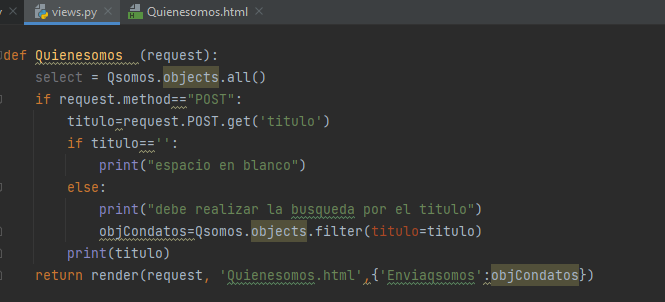 views.py × Quienesomos.html ×
def Quienesomos (request):
select = Qsomos.objects.all()
if request.method=="POST":
titulo=request.POST.get('titulo')
if titulo=='':
print("espacio en blanco")
else:
print("debe realizar la busqueda por el titulo")
objCondatos=Qsomos.objects.filter(titulo=titulo)
print(titulo)
return render(request, 'Quienesomos.html',{'Enviaqsomos':objCondatos})